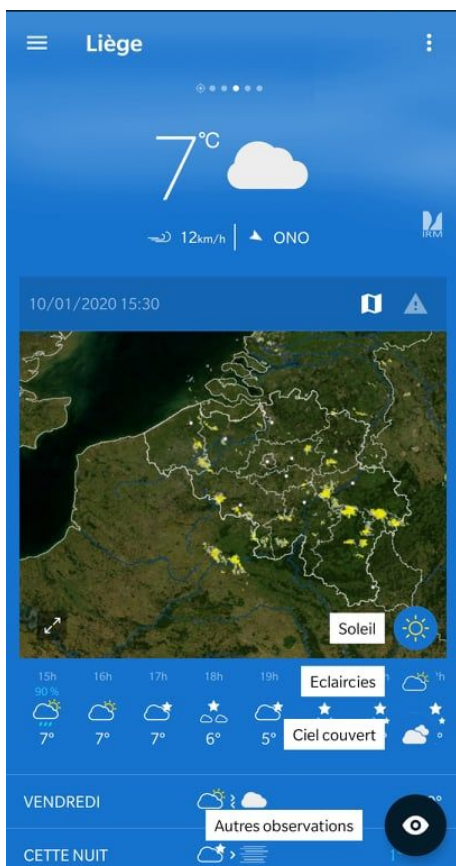 Liège
7°C
12km/h ONO
IRM
10/01/2020 15:30
Soleil
15h 16h 17h 18h 19h
Eclaircies
90 %
7° 7° 7° 6° 5°
Ciel couvert
VENDREDI
Autres observations
CETTE NUIT